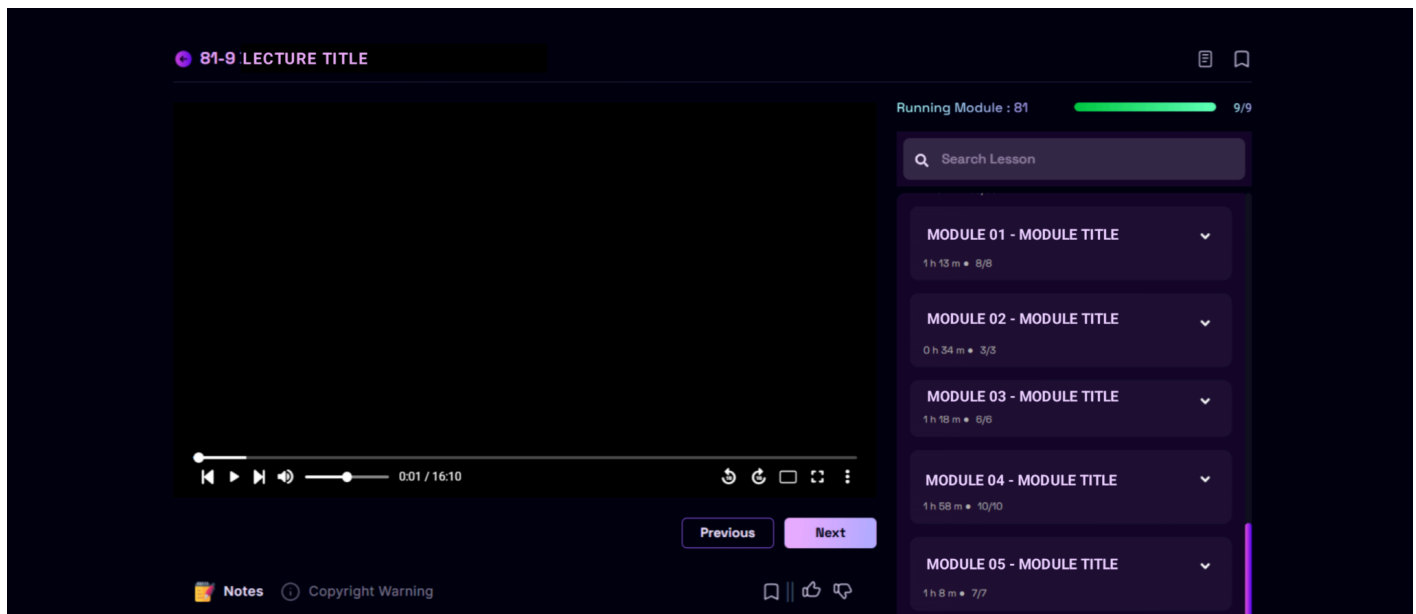 81-9 LECTURE TITLE
Running Module : 81
9/9
Search Lesson
MODULE 01 - MODULE TITLE
1 h 13 m ● 8/8
MODULE 02 - MODULE TITLE
0 h 34 m ● 3/3
MODULE 03 - MODULE TITLE
1 h 18 m ● 6/6
MODULE 04 - MODULE TITLE
1 h 58 m ● 10/10
MODULE 05 - MODULE TITLE
1 h 8 m ● 7/7
0:01 / 16:10
Previous
Next
Notes
Copyright Warning